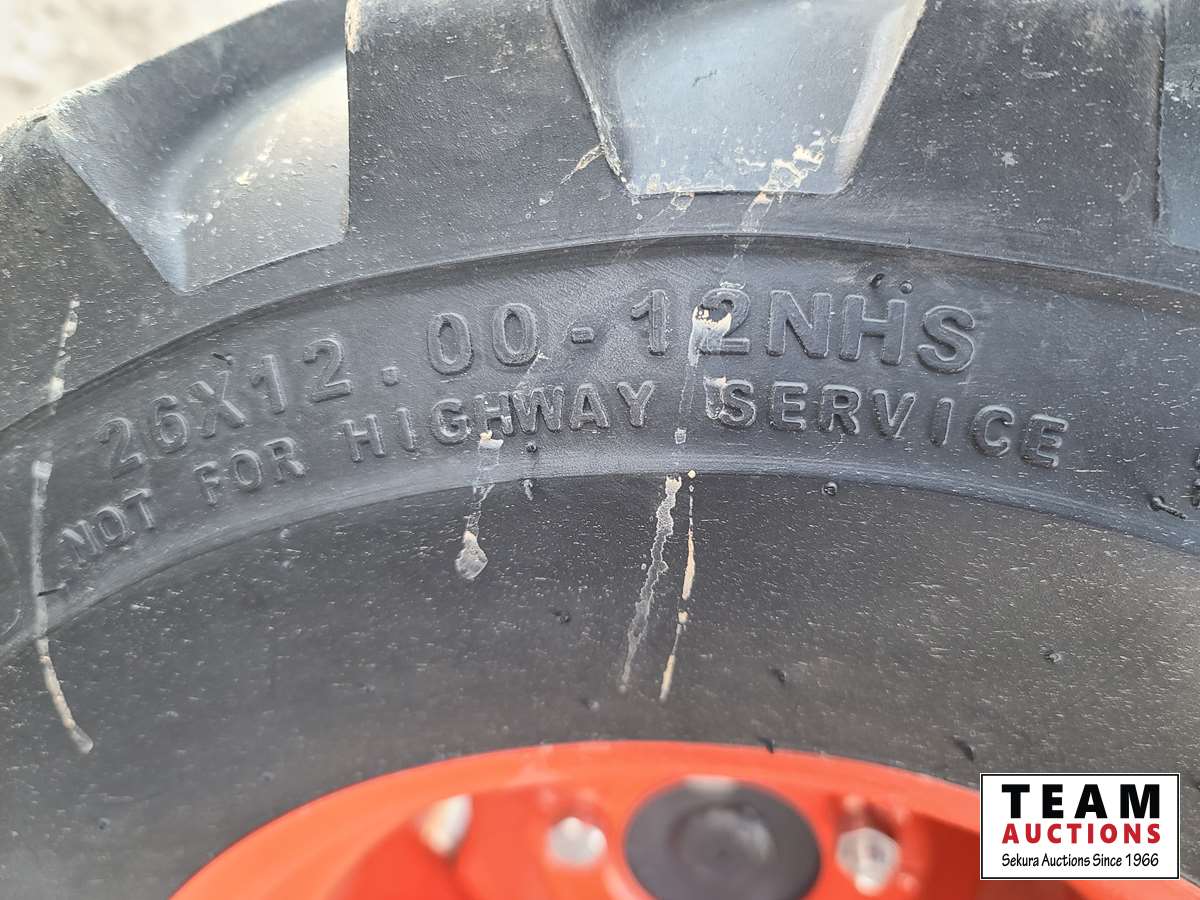 26X12.00-12NHS
NOT FOR HIGHWAY SERVICE
TEAM
AUCTIONS
Sekura Auctions Since 1966